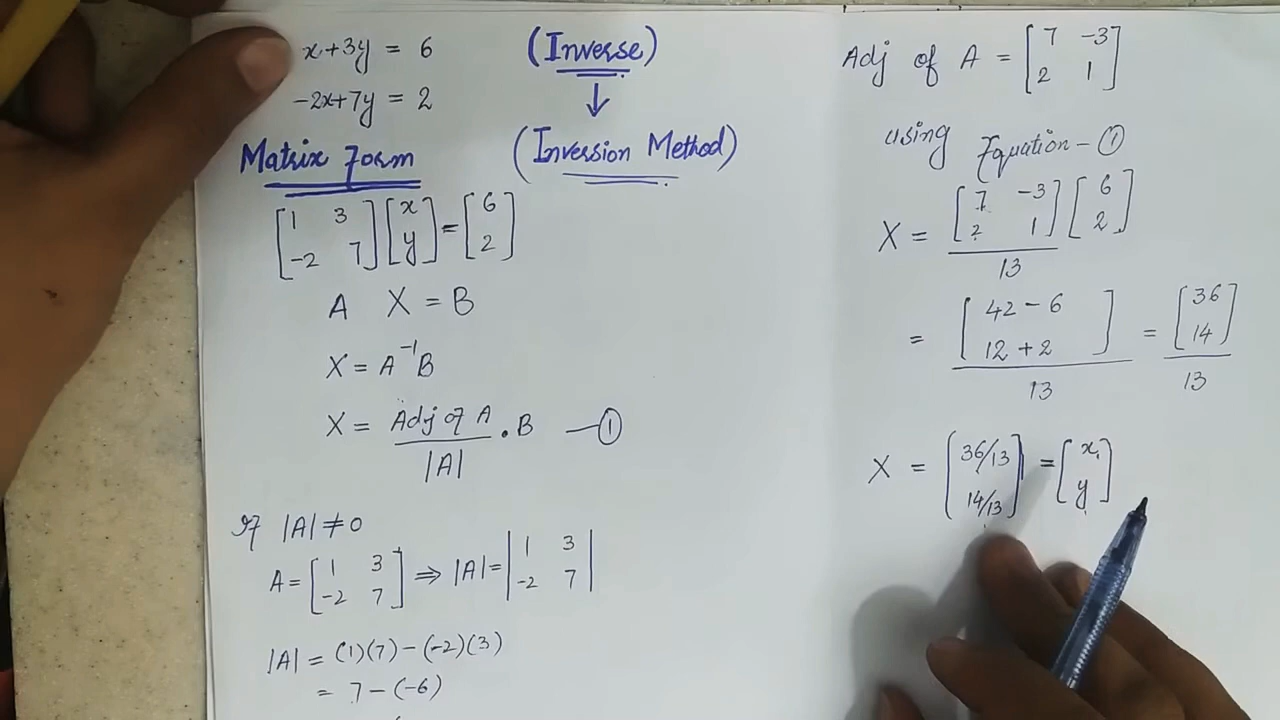 x+3y = 6
-2x+7y = 2
(Inverse)
↓
(Inversion Method)
Matrix Form
[1 3
-2 7] [x
y] = [6
2]
A X = B
X = A⁻¹B
X = Adj of A / |A| . B —①
If |A| ≠ 0
A = [1 3
-2 7] ⇒ |A| = |1 3
-2 7|
|A| = (1)(7) - (-2)(3)
= 7 - (-6)
Adj of A = [7 -3
2 1]
using Equation - ①
X = [7 -3
2 1] [6
2]
13
= [42 - 6
12 + 2] = [36
14]
13 13
X = [36/13
14/13] = [x
y]